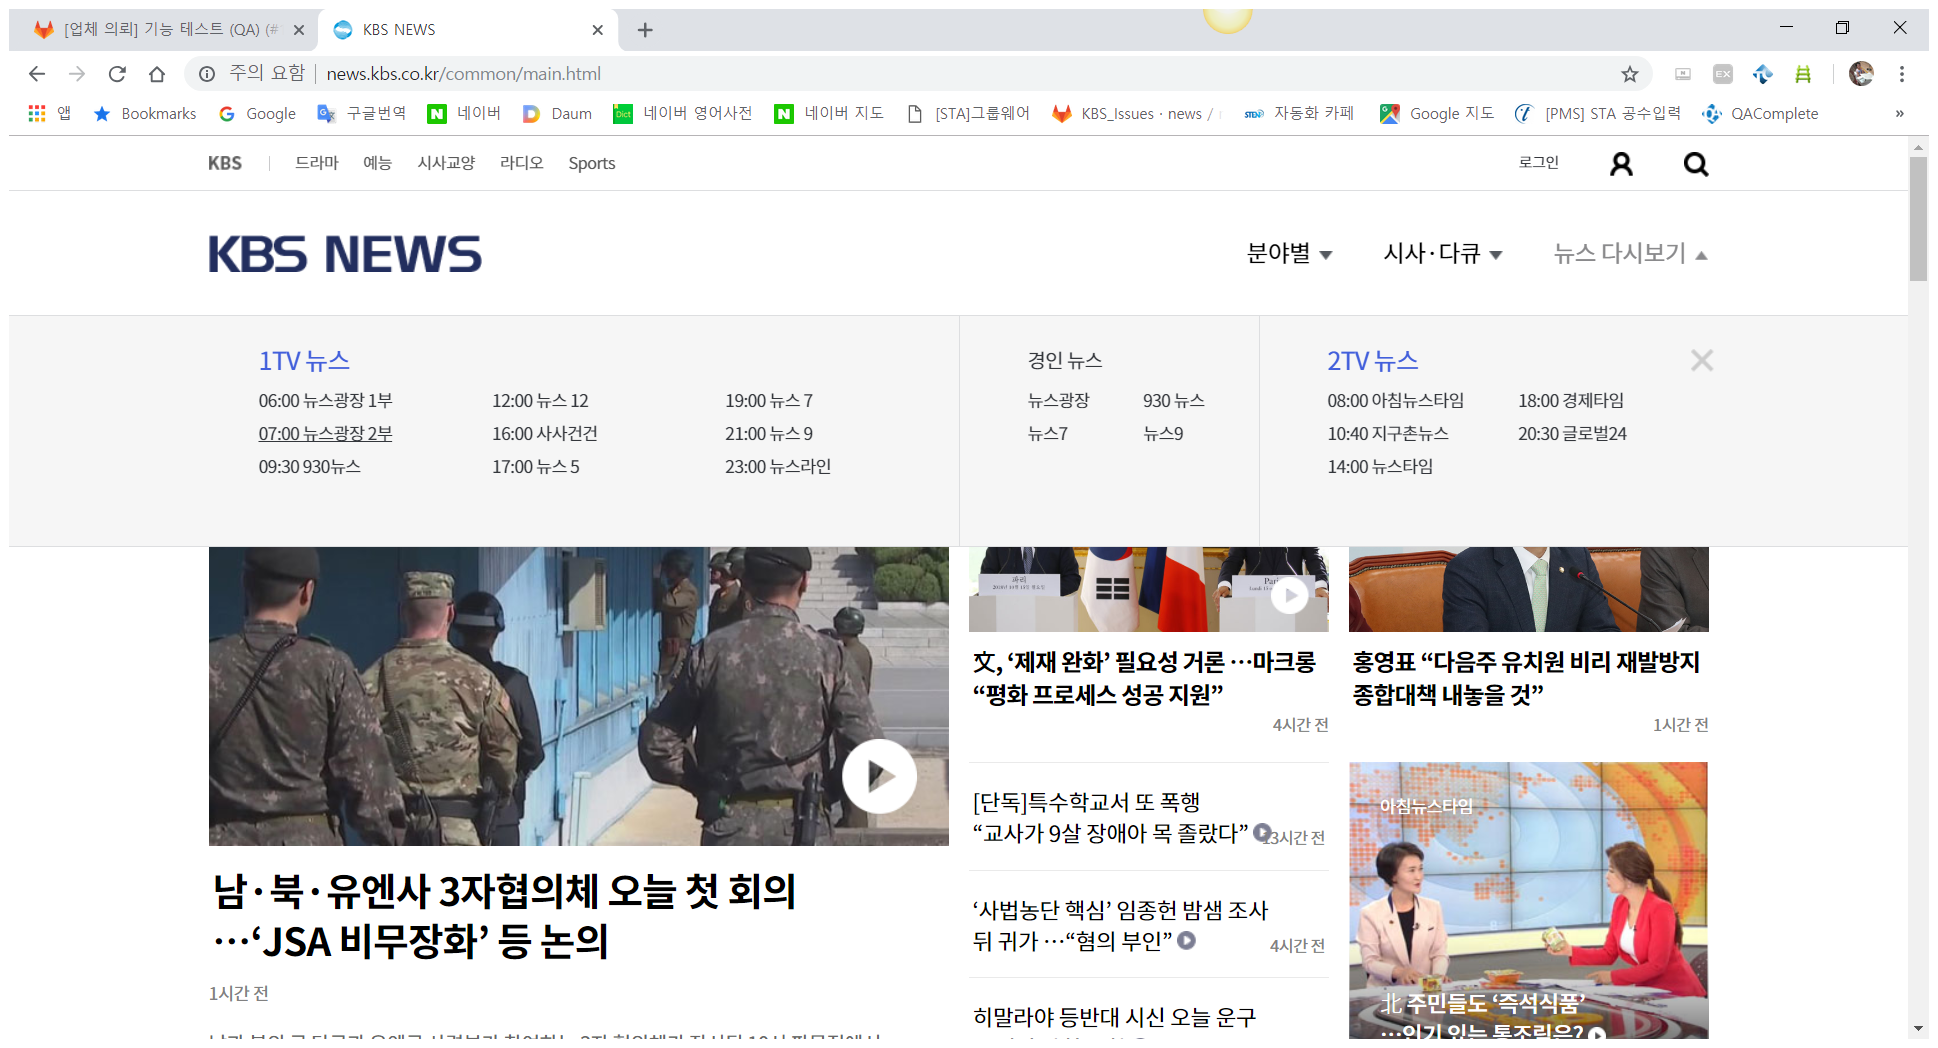 [업체 의뢰] 기능 테스트 (QA) (#
KBS NEWS
주의 요함
news.kbs.co.kr/common/main.html
앱
Bookmarks
Google
구글번역
네이버
Daum
네이버 영어사전
네이버 지도
[STA]그룹웨어
KBS_Issues · news /
자동화 카페
Google 지도
[PMS] STA 공수입력
QAComplete
KBS
드라마
예능
시사교양
라디오
Sports
로그인
KBS NEWS
분야별
시사·다큐
뉴스 다시보기
1TV 뉴스
06:00 뉴스광장 1부
12:00 뉴스 12
19:00 뉴스 7
07:00 뉴스광장 2부
16:00 사사건건
21:00 뉴스 9
09:30 930뉴스
17:00 뉴스 5
23:00 뉴스라인
경인 뉴스
뉴스광장
930 뉴스
뉴스7
뉴스9
2TV 뉴스
08:00 아침뉴스타임
18:00 경제타임
10:40 지구촌뉴스
20:30 글로벌24
14:00 뉴스타임
남·북·유엔사 3자협의체 오늘 첫 회의
…‘JSA 비무장화’ 등 논의
1시간 전
파리
文, ‘제재 완화’ 필요성 거론 …마크롱
“평화 프로세스 성공 지원”
4시간 전
[단독]특수학교서 또 폭행
“교사가 9살 장애아 목 졸랐다”
13시간 전
‘사법농단 핵심’ 임종헌 밤샘 조사
뒤 귀가 …“혐의 부인”
4시간 전
히말라야 등반대 시신 오늘 운구
홍영표 “다음주 유치원 비리 재발방지
종합대책 내놓을 것”
1시간 전
아침뉴스타임
北 주민들도 ‘즉석식품’
…인기 있는 통조림은?